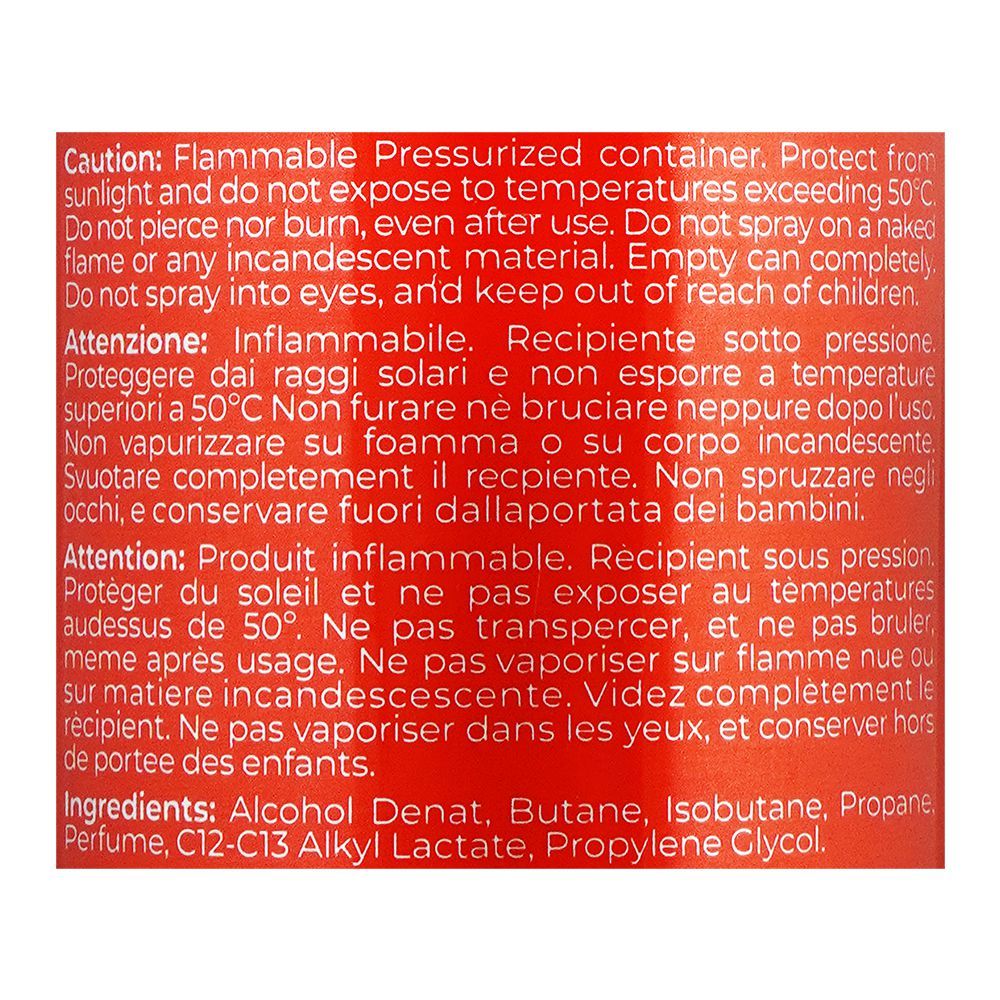 Caution: Flammable Pressurized container. Protect from
sunlight and do not expose to temperatures exceeding 50°C.
Do not pierce nor burn, even after use. Do not spray on a naked
flame or any incandescent material. Empty can completely.
Do not spray into eyes, and keep out of reach of children.
Attenzione: Inflammabile. Recipiente sotto pressione.
Proteggere dai raggi solari e non esporre a temperature
superiori a 50°C Non furare nè bruciare neppure dopo l'uso.
Non vapurizzare su foamma o su corpo incandescente.
Svuotare completement il recpiente. Non spruzzare negli
occhi, e conservare fuori dallaportata dei bambini.
Attention: Produit inflammable. Rècipient sous pression.
Protèger du soleil et ne pas exposer au tèmperatures
audessus de 50°. Ne pas transpercer, et ne pas bruler,
meme après usage. Ne pas vaporiser sur flamme nue ou
sur matière incandescescente. Videz complètement le
rècipient. Ne pas vaporiser dans les yeux, et conserver hors
de portee des enfants.
Ingredients: Alcohol Denat, Butane, Isobutane, Propane,
Perfume, C12-C13 Alkyl Lactate, Propylene Glycol.